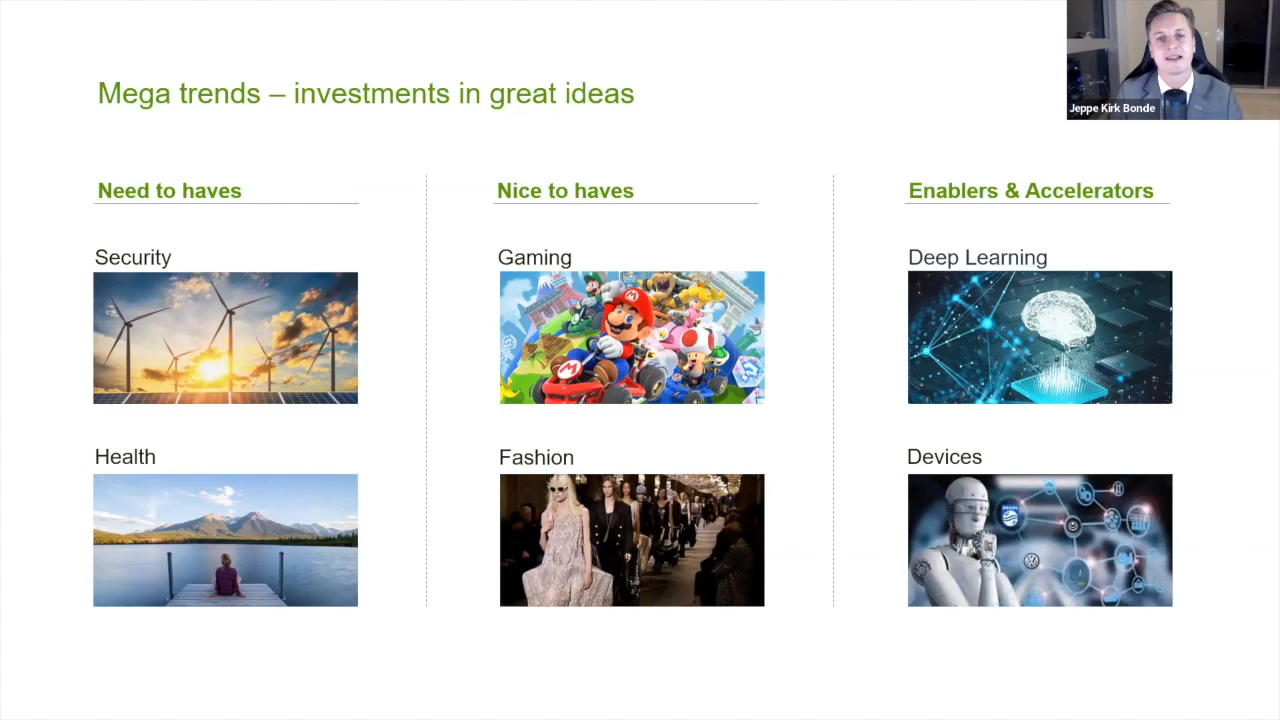 Mega trends – investments in great ideas
Jeppe Kirk Bonde
Need to haves
Nice to haves
Enablers & Accelerators
Security
Gaming
Deep Learning
Health
Fashion
Devices
PHILIPS